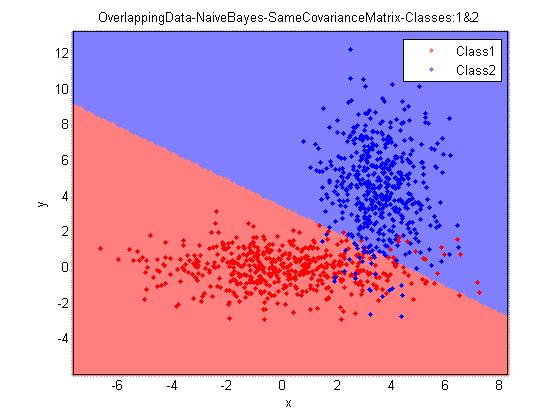 OverlappingData-NaiveBayes-SameCovarianceMatrix-Classes:1&2
Class1
Class2
12
10
8
6
4
2
0
-2
-4
y
-6 -4 -2 0 2 4 6 8
x